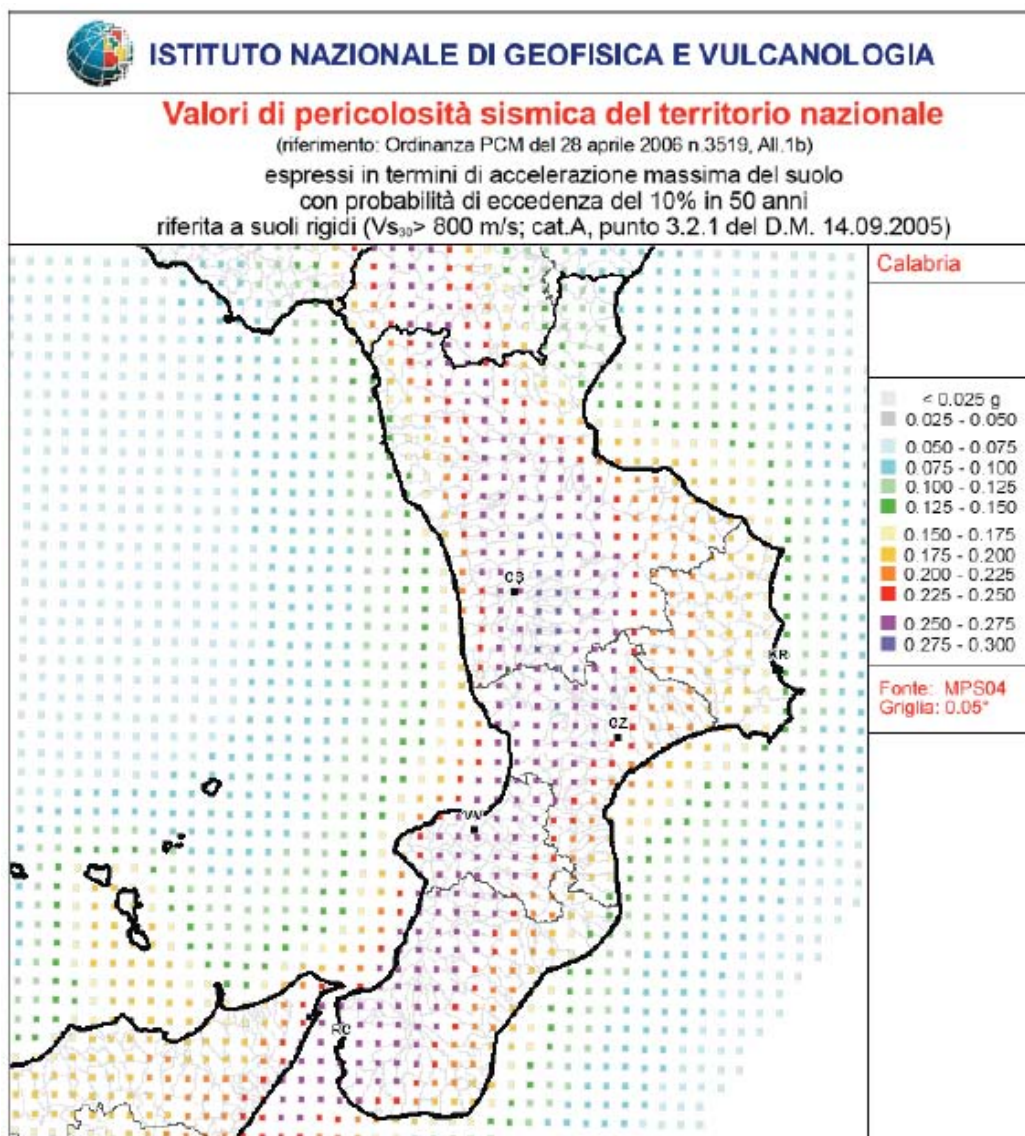 ISTITUTO NAZIONALE DI GEOFISICA E VULCANOLOGIA
Valori di pericolosità sismica del territorio nazionale
(riferimento: Ordinanza PCM del 28 aprile 2006 n.3519, All.1b)
espressi in termini di accelerazione massima del suolo
con probabilità di eccedenza del 10% in 50 anni
riferita a suoli rigidi (Vs₃₀> 800 m/s; cat.A, punto 3.2.1 del D.M. 14.09.2005)
Calabria
< 0.025 g
0.025 - 0.050
0.050 - 0.075
0.075 - 0.100
0.100 - 0.125
0.125 - 0.150
0.150 - 0.175
0.175 - 0.200
0.200 - 0.225
0.225 - 0.250
0.250 - 0.275
0.275 - 0.300
Fonte: MPS04
Griglia: 0.05°
CS
KR
CZ
VV
RC